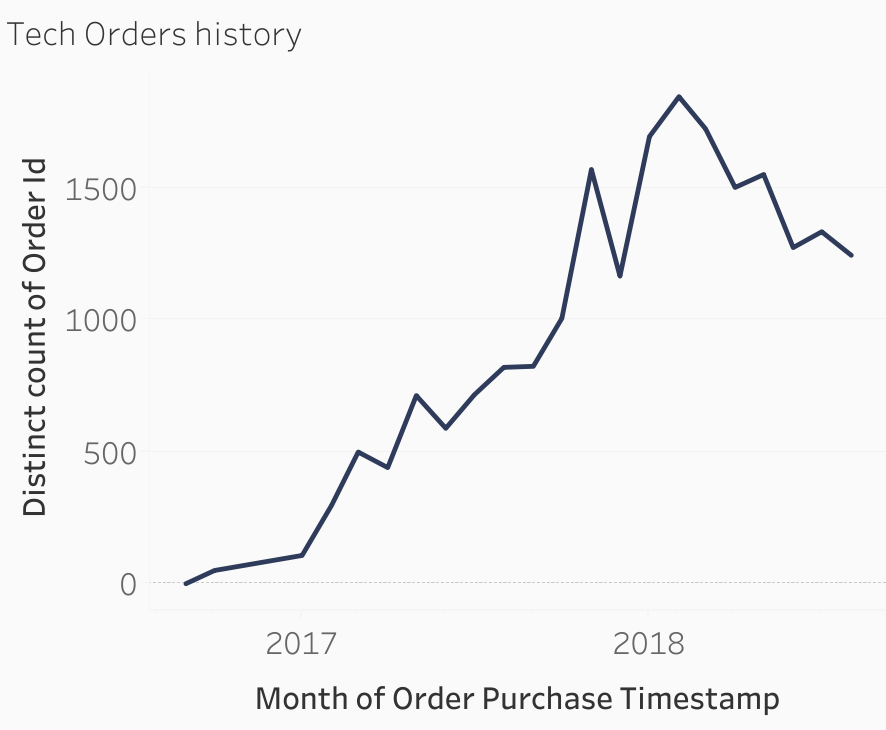 Tech Orders history
Distinct count of Order Id
1500
1000
500
0
2017 2018
Month of Order Purchase Timestamp